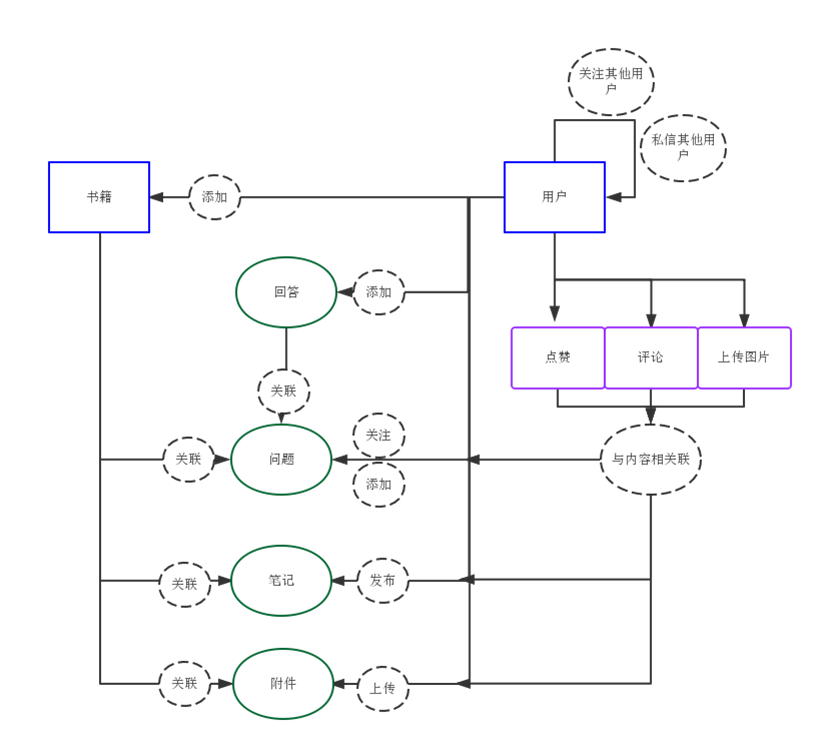 关注其他用
户
私信其他用
户
书籍
添加
用户
回答
添加
点赞
评论
上传图片
关联
关注
关联
问题
与内容相关联
添加
关联
笔记
发布
关联
附件
上传